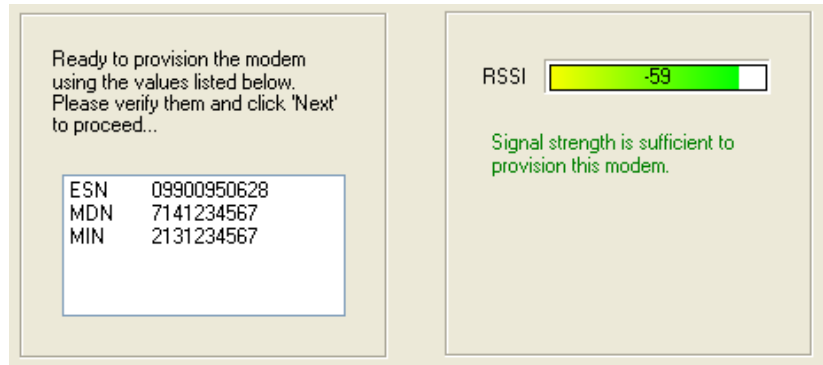 Ready to provision the modem
using the values listed below.
Please verify them and click 'Next'
to proceed...
ESN 09900950628
MDN 7141234567
MIN 2131234567
RSSI -59
Signal strength is sufficient to
provision this modem.